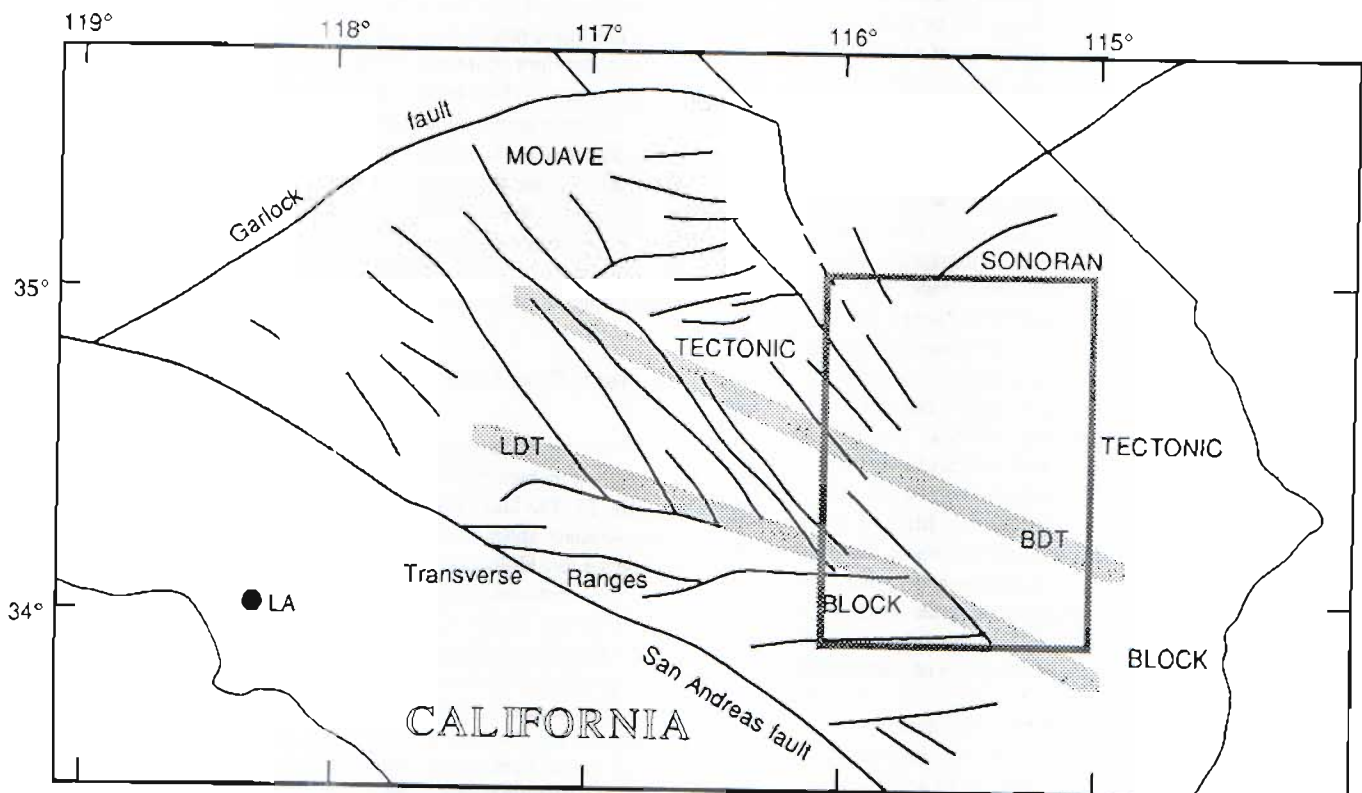 119°
118°
117°
116°
115°
fault
MOJAVE
Garlock
SONORAN
35°
TECTONIC
LDT
TECTONIC
BDT
Transverse Ranges
34°
LA
BLOCK
BLOCK
San Andreas fault
CALIFORNIA